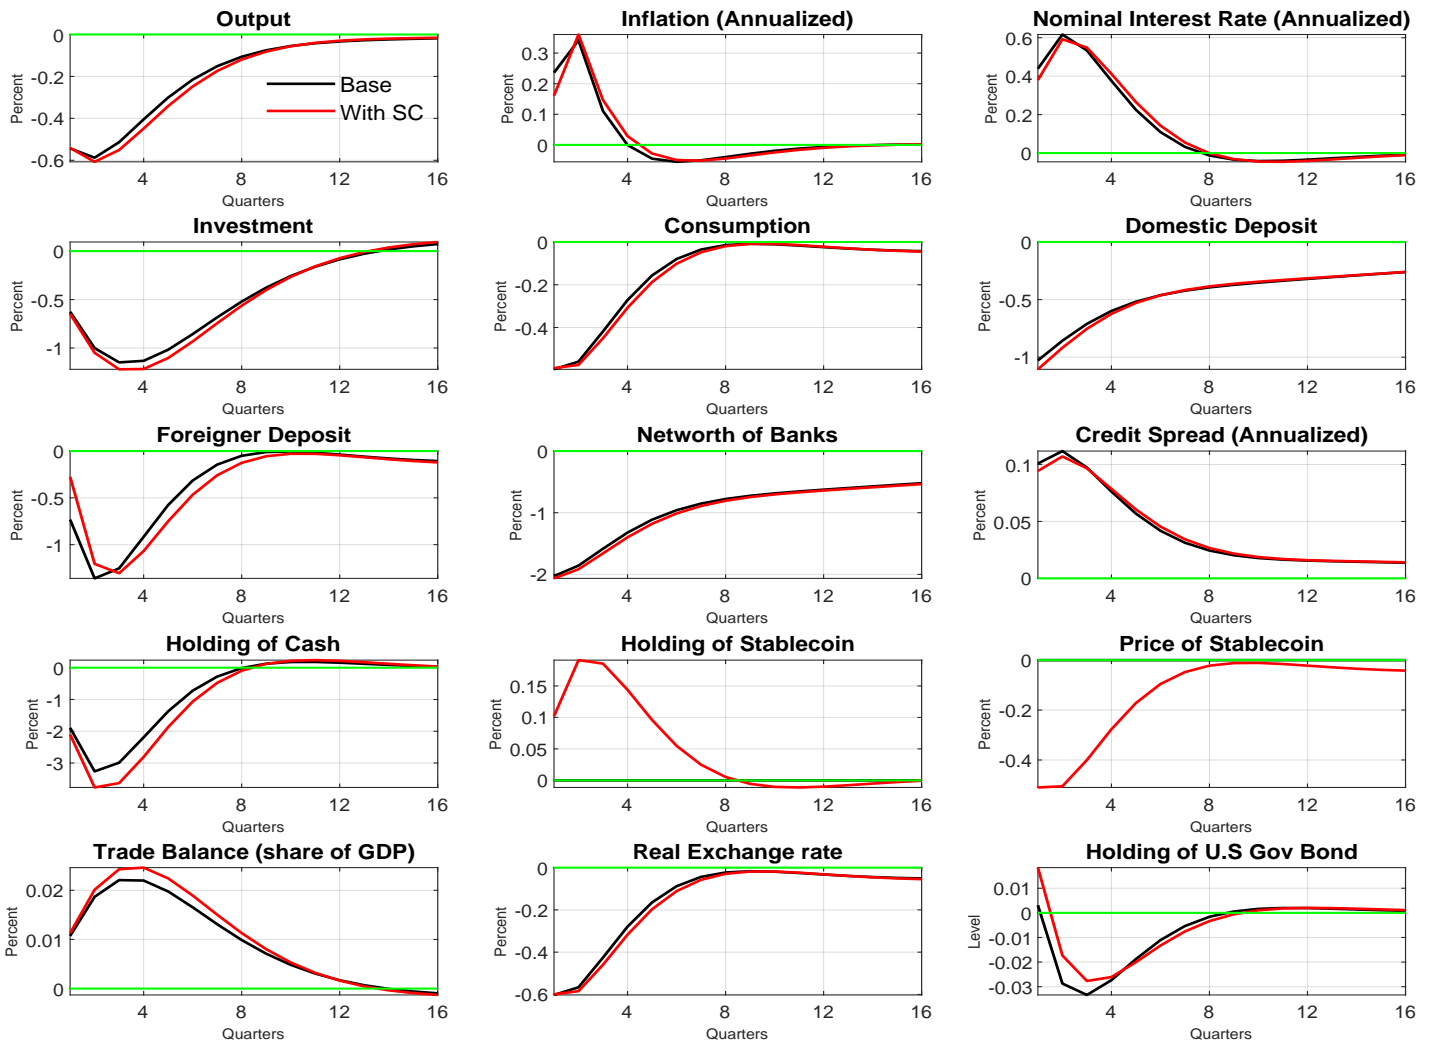 Output
Percent
0
-0.2
-0.4
-0.6
Base
With SC
4
8
12
16
Quarters
Inflation (Annualized)
Percent
0.3
0.2
0.1
0
4
8
12
16
Quarters
Nominal Interest Rate (Annualized)
Percent
0.6
0.4
0.2
0
4
8
12
16
Quarters
Investment
Percent
0
-0.5
-1
4
8
12
16
Quarters
Consumption
Percent
0
-0.2
-0.4
4
8
12
16
Quarters
Domestic Deposit
Percent
0
-0.5
-1
4
8
12
16
Quarters
Foreigner Deposit
Percent
0
-0.5
-1
4
8
12
16
Quarters
Networth of Banks
Percent
0
-1
-2
4
8
12
16
Quarters
Credit Spread (Annualized)
Percent
0.1
0.05
0
4
8
12
16
Quarters
Holding of Cash
Percent
0
-1
-2
-3
4
8
12
16
Quarters
Holding of Stablecoin
Percent
0.15
0.1
0.05
0
4
8
12
16
Quarters
Price of Stablecoin
Percent
0
-0.2
-0.4
4
8
12
16
Quarters
Trade Balance (share of GDP)
Percent
0.02
0.01
0
4
8
12
16
Quarters
Real Exchange rate
Percent
0
-0.2
-0.4
-0.6
4
8
12
16
Quarters
Holding of U.S Gov Bond
Level
0.01
0
-0.01
-0.02
-0.03
4
8
12
16
Quarters